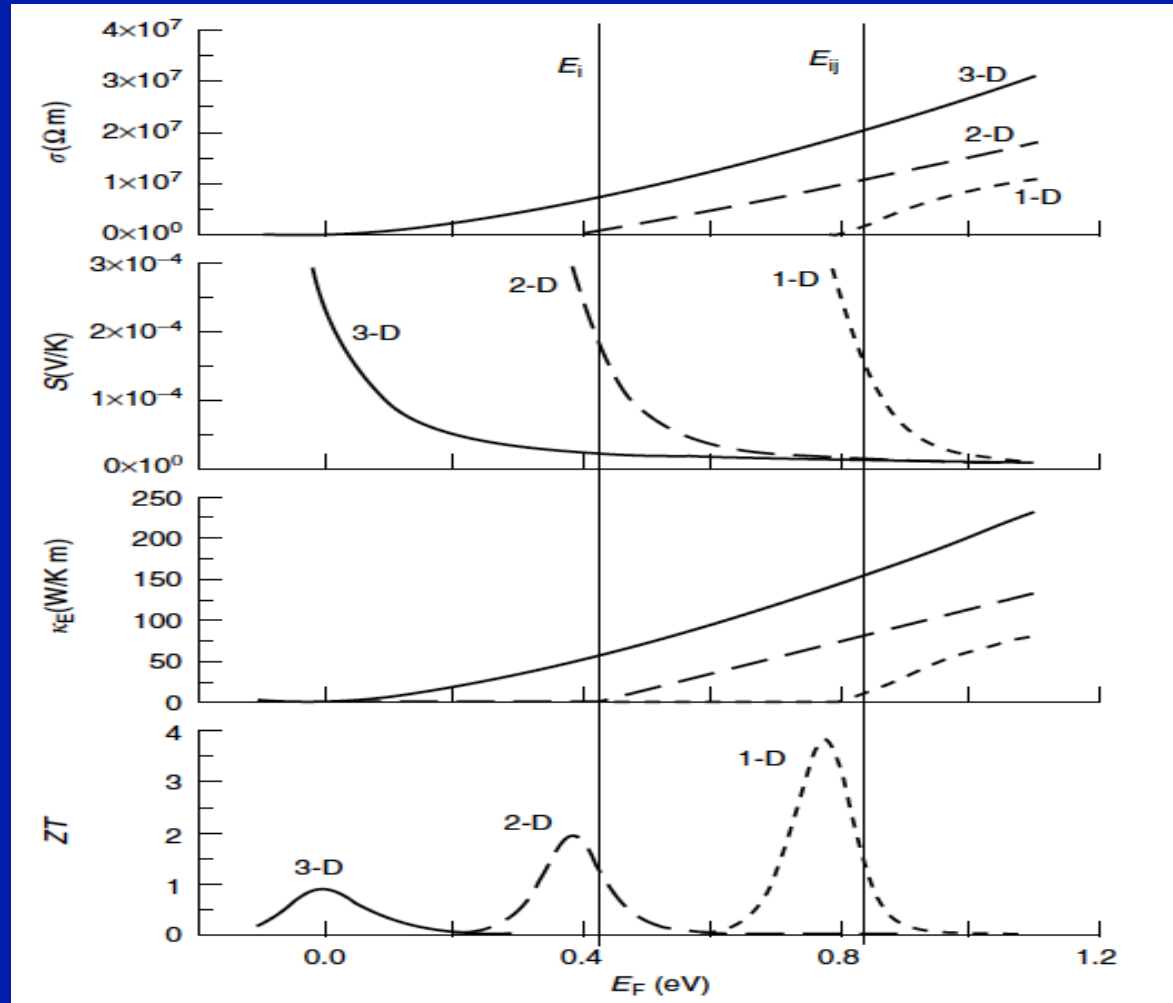 4×10⁷
3×10⁷
2×10⁷
1×10⁷
0×10⁰
σ(Ω m)
E_i
E_ij
3-D
2-D
1-D
3×10⁻⁴
2×10⁻⁴
1×10⁻⁴
0×10⁰
S(V/K)
3-D
2-D
1-D
250
200
150
100
50
0
κ_E(W/K m)
4
3
2
1
0
ZT
3-D
2-D
1-D
0.0 0.4 0.8 1.2
E_F (eV)